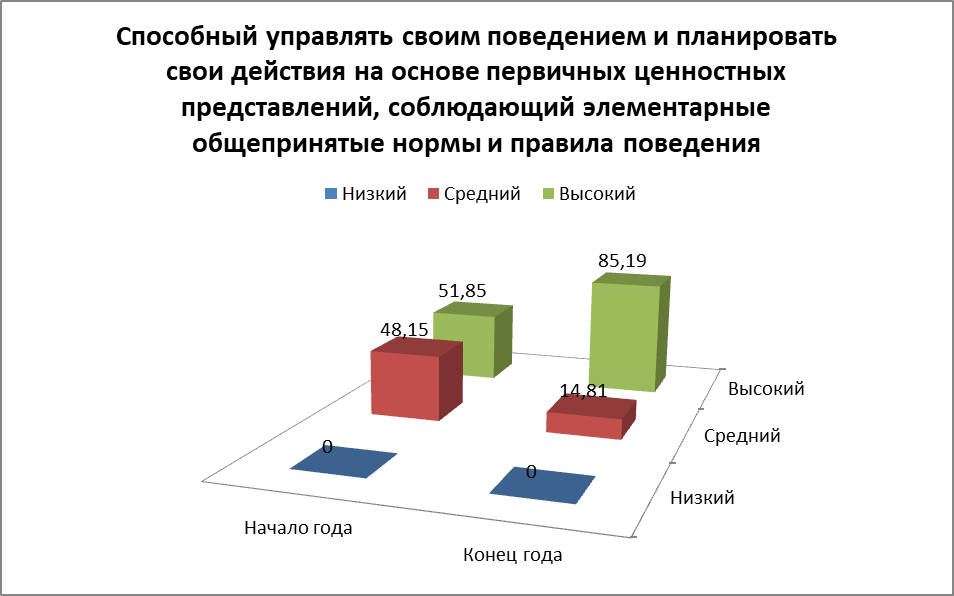 Способный управлять своим поведением и планировать
свои действия на основе первичных ценностных
представлений, соблюдающий элементарные
общепринятые нормы и правила поведения
Низкий Средний Высокий
85,19
51,85
48,15
14,81
Высокий
Средний
0
0
Низкий
Начало года
Конец года